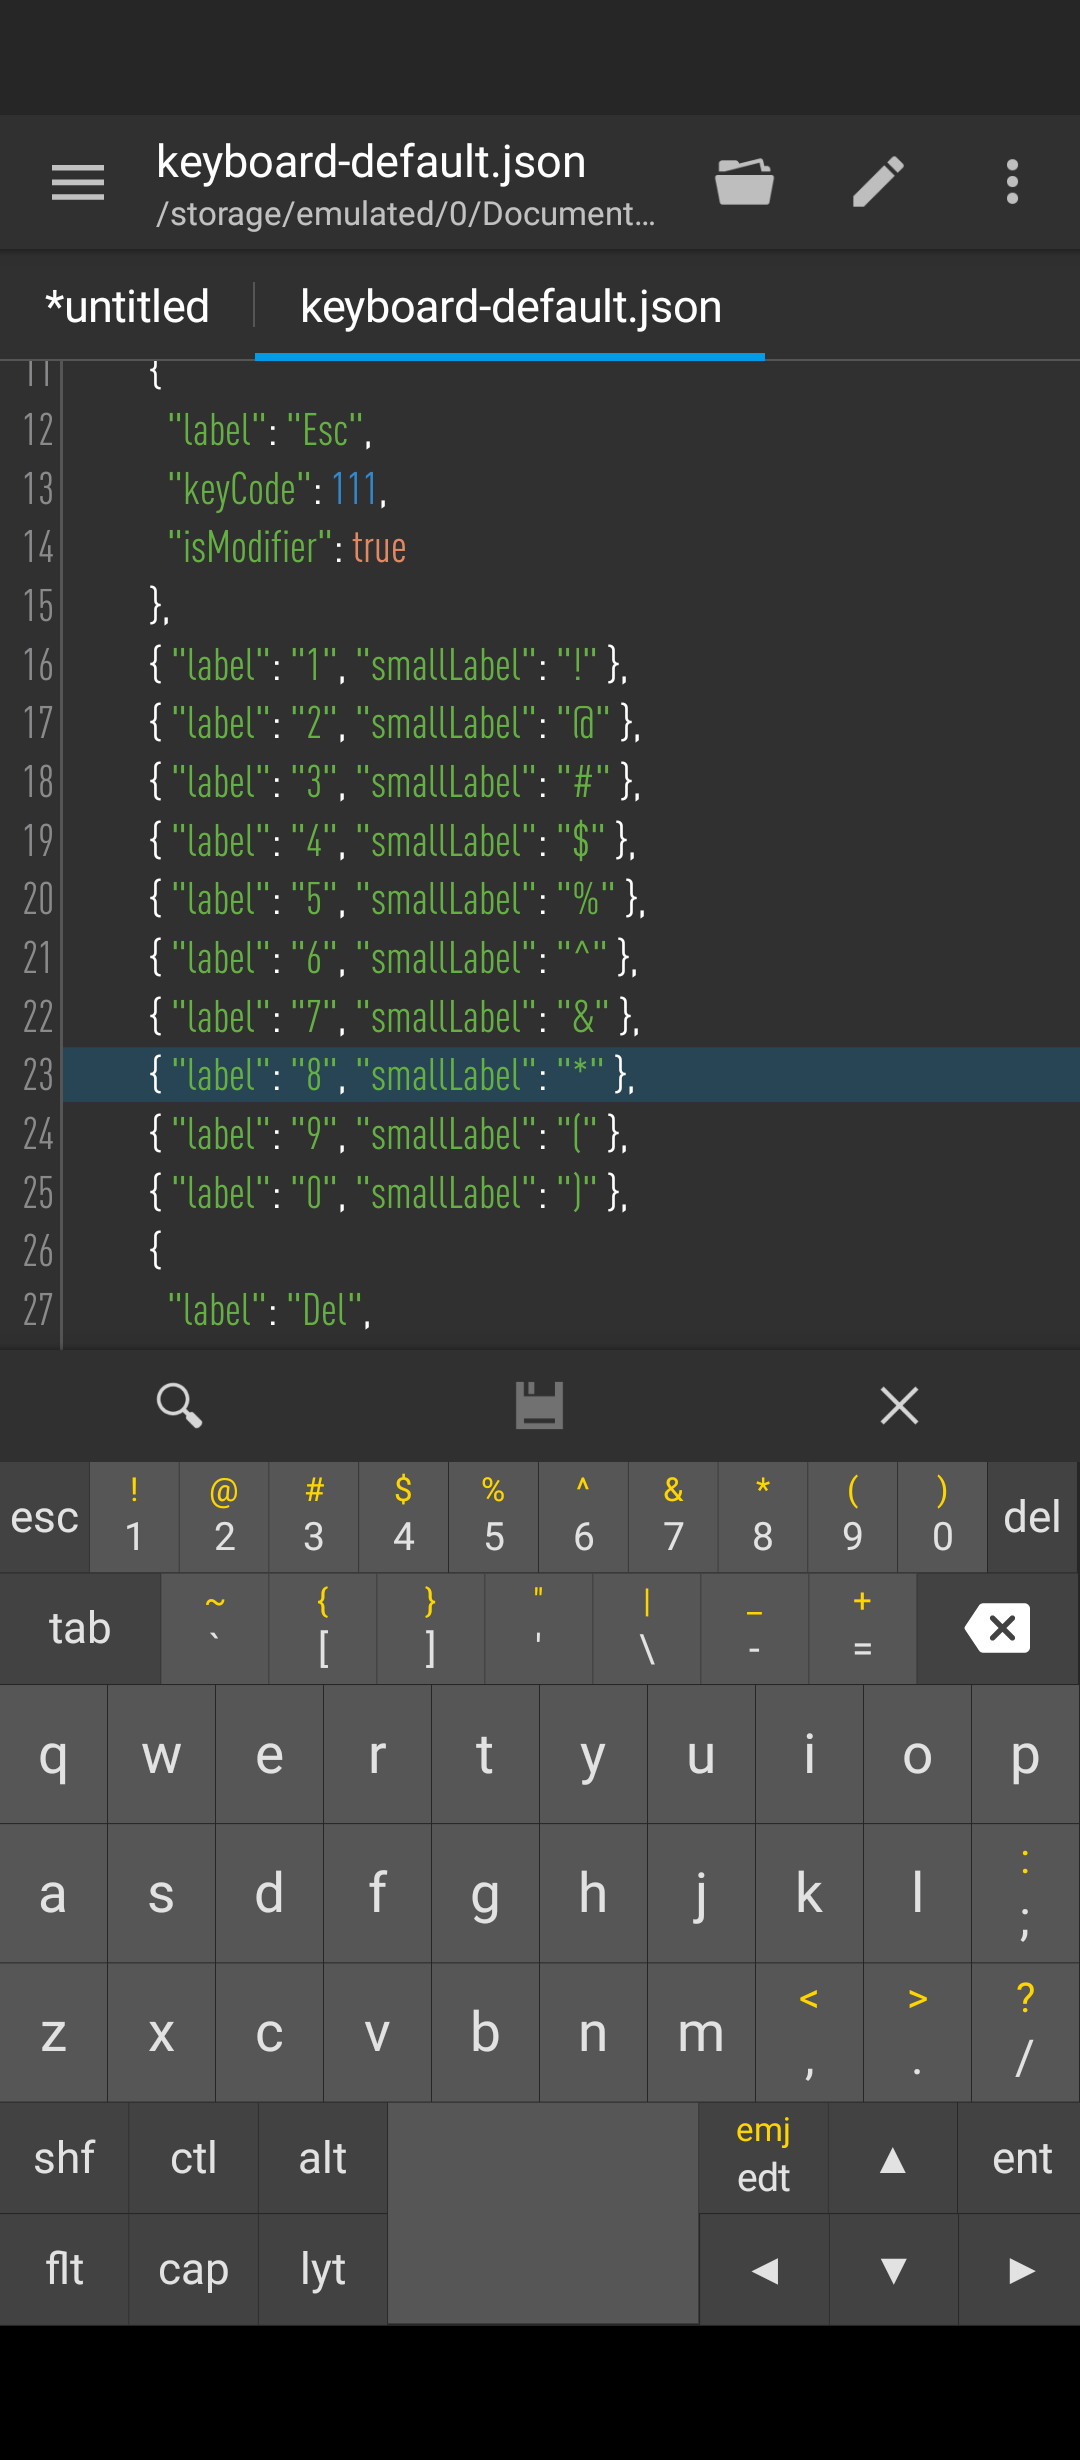 keyboard-default.json
/storage/emulated/0/Document...
*untitled
keyboard-default.json
11 {
12 "label": "Esc",
13 "keyCode": 111,
14 "isModifier": true
15 },
16 { "label": "1", "smallLabel": "!" },
17 { "label": "2", "smallLabel": "@" },
18 { "label": "3", "smallLabel": "#" },
19 { "label": "4", "smallLabel": "$" },
20 { "label": "5", "smallLabel": "%" },
21 { "label": "6", "smallLabel": "^" },
22 { "label": "7", "smallLabel": "&" },
23 { "label": "8", "smallLabel": "*" },
24 { "label": "9", "smallLabel": "(" },
25 { "label": "0", "smallLabel": ")" },
26 {
27 "label": "Del",
! @ # $ % ^ & * ( )
esc 1 2 3 4 5 6 7 8 9 0 del
~ { } " | _ +
tab ` [ ] ' \ - =
q w e r t y u i o p
:
a s d f g h j k l ;
< > ?
z x c v b n m , . /
emj
shf ctl alt edt ▲ ent
flt cap lyt ◀ ▼ ▶